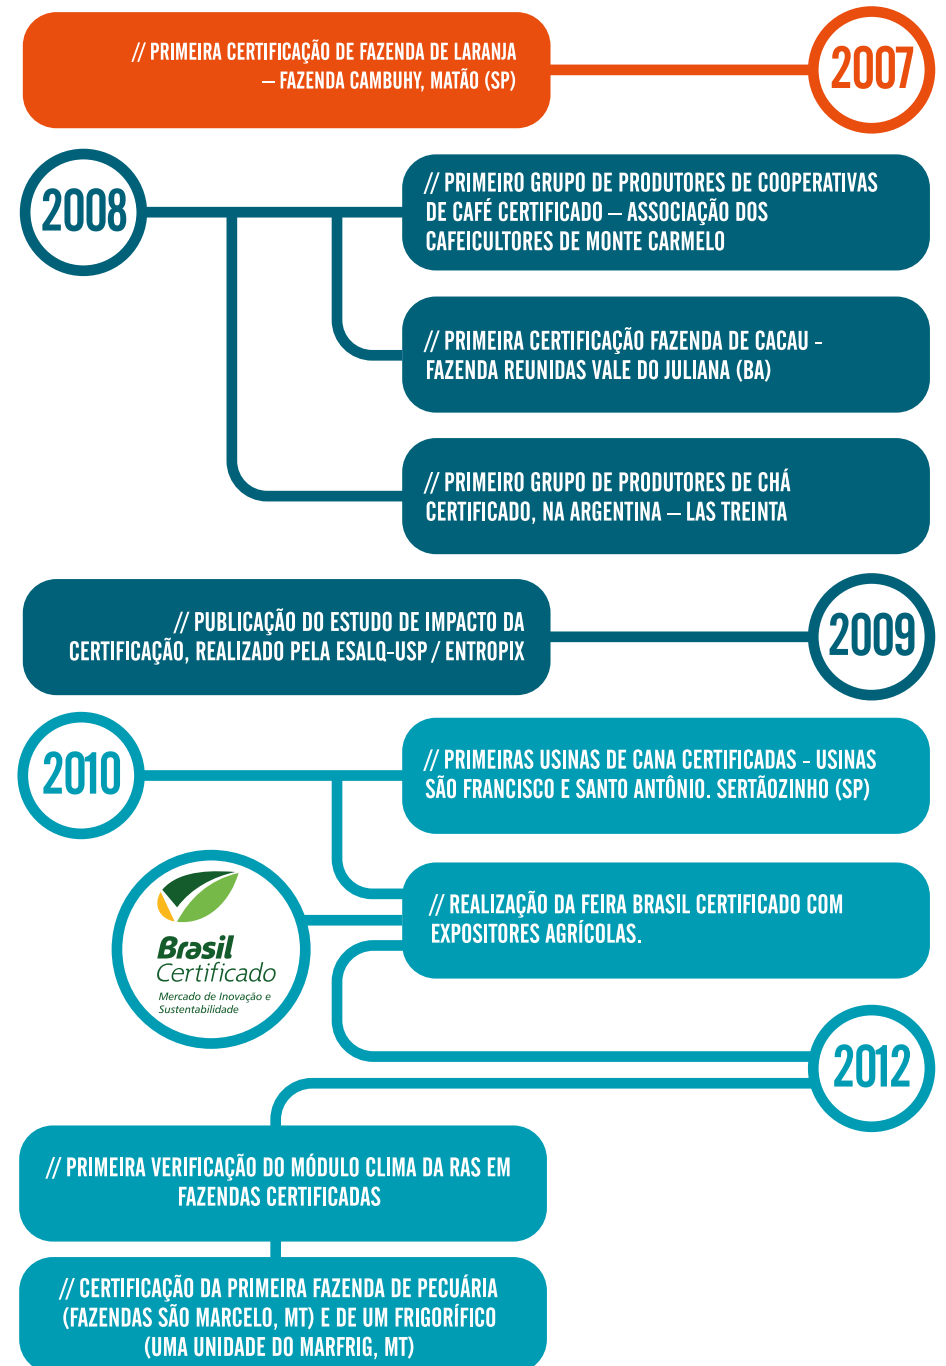 // PRIMEIRA CERTIFICAÇÃO DE FAZENDA DE LARANJA
– FAZENDA CAMBUHY, MATÃO (SP)
2007
2008
// PRIMEIRO GRUPO DE PRODUTORES DE COOPERATIVAS
DE CAFÉ CERTIFICADO – ASSOCIAÇÃO DOS
CAFEICULTORES DE MONTE CARMELO
// PRIMEIRA CERTIFICAÇÃO FAZENDA DE CACAU -
FAZENDA REUNIDAS VALE DO JULIANA (BA)
// PRIMEIRO GRUPO DE PRODUTORES DE CHÁ
CERTIFICADO, NA ARGENTINA – LAS TREINTA
// PUBLICAÇÃO DO ESTUDO DE IMPACTO DA
CERTIFICAÇÃO, REALIZADO PELA ESALQ-USP / ENTROPIX
2009
2010
// PRIMEIRAS USINAS DE CANA CERTIFICADAS - USINAS
SÃO FRANCISCO E SANTO ANTÔNIO. SERTÃOZINHO (SP)
// REALIZAÇÃO DA FEIRA BRASIL CERTIFICADO COM
EXPOSITORES AGRÍCOLAS.
Brasil
Certificado
Mercado de Inovação e
Sustentabilidade
2012
// PRIMEIRA VERIFICAÇÃO DO MÓDULO CLIMA DA RAS EM
FAZENDAS CERTIFICADAS
// CERTIFICAÇÃO DA PRIMEIRA FAZENDA DE PECUÁRIA
(FAZENDAS SÃO MARCELO, MT) E DE UM FRIGORÍFICO
(UMA UNIDADE DO MARFRIG, MT)